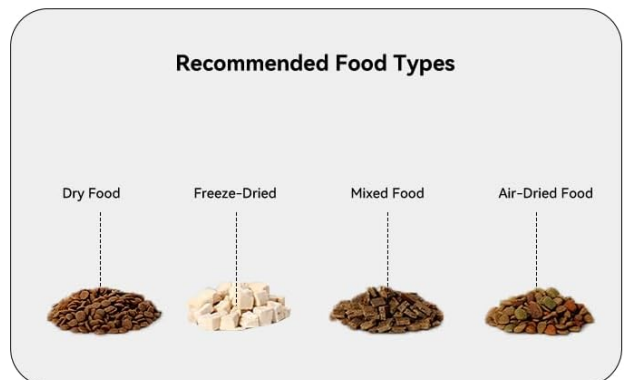 Recommended Food Types
Dry Food
Freeze-Dried
Mixed Food
Air-Dried Food